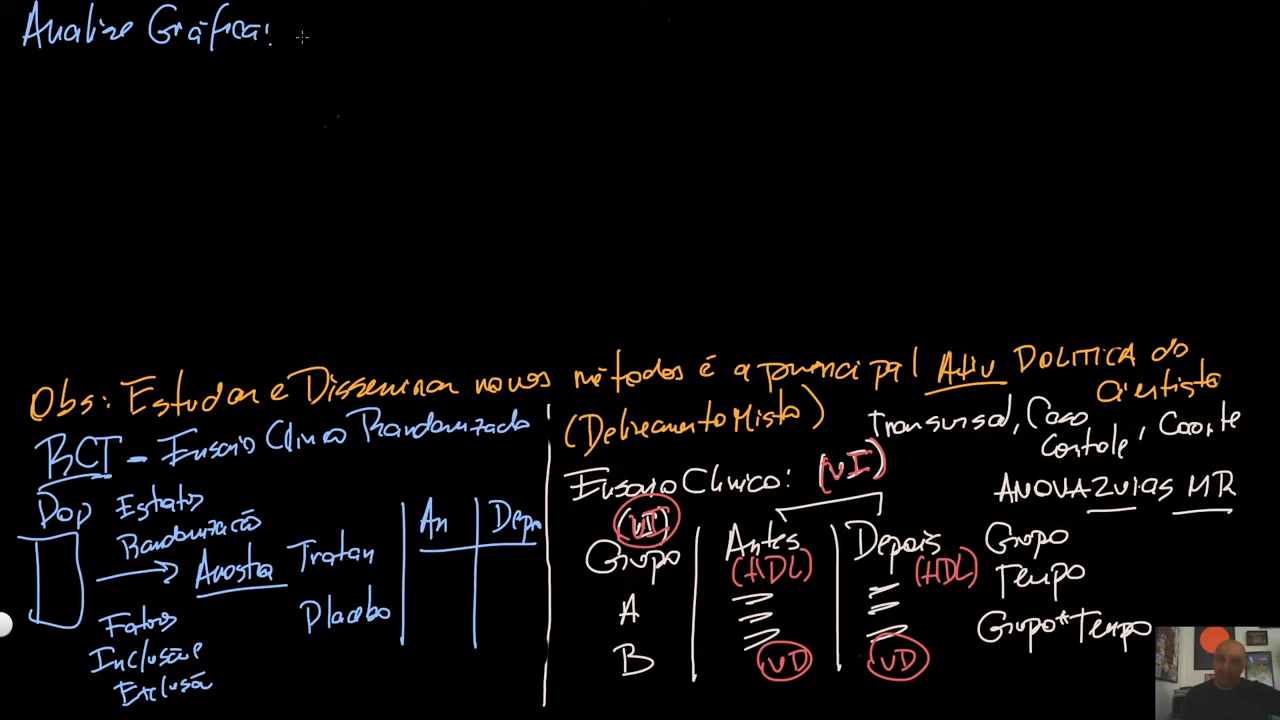 Analise Gráfica:
Obs: Estudar e Disseminar novos métodos é a principal Ativ POLITICA do
Cientista
RCT - Ensaio Clínico Randomizado
Pop
Estratos
Randomização
Amostra
Fatores
Inclusão e
Exclusão
An Depo
Tratam
Placebo
(Delineamento Misto)
Transversal, Caso
Controle, Coorte
Ensaio Clínico: (VI)
ANOVA 2 vias MR
(VI)
Grupo Antes Depois
(HDL) (HDL)
A
B VD VD
Grupo
Tempo
Grupo*Tempo